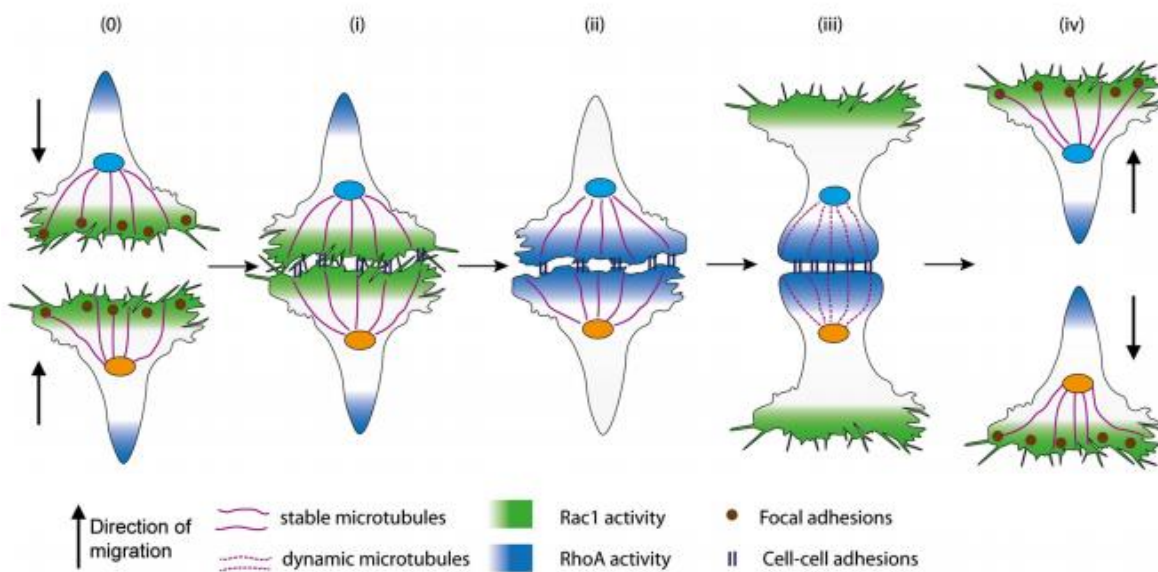 (0) (i) (ii) (iii) (iv)
Direction of
migration
stable microtubules
dynamic microtubules
Rac1 activity
RhoA activity
Focal adhesions
Cell-cell adhesions